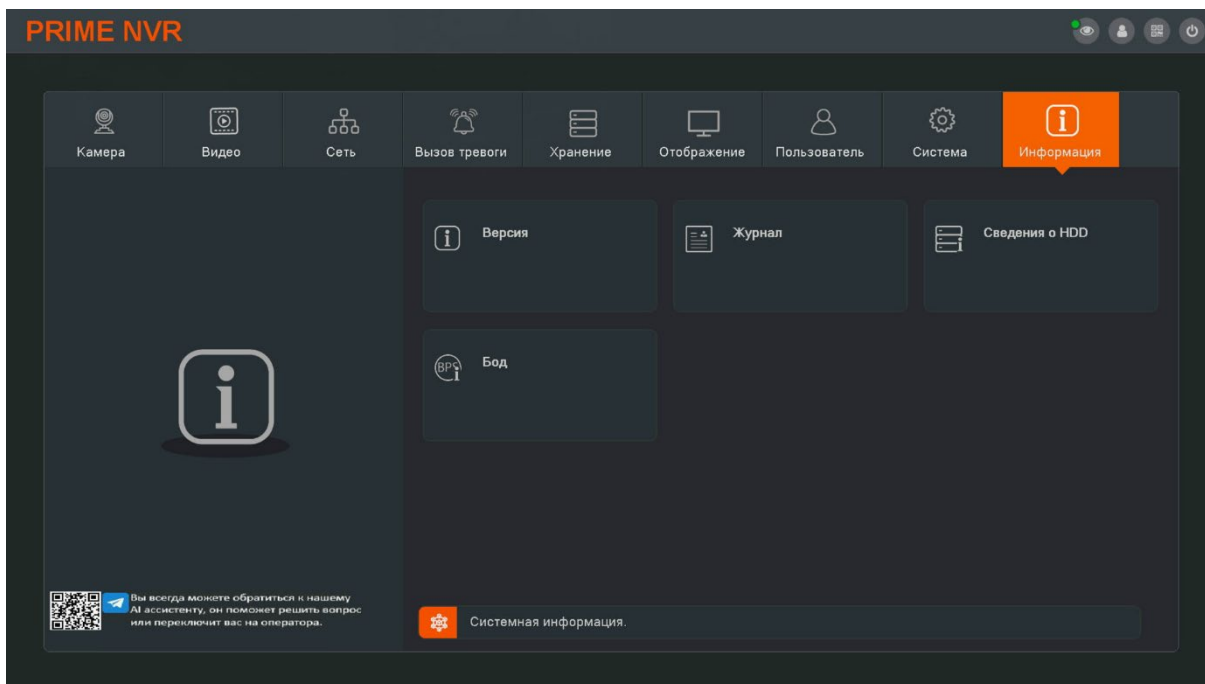 PRIME NVR
Камера
Видео
Сеть
Вызов тревоги
Хранение
Отображение
Пользователь
Система
Информация
Версия
Журнал
Сведения о HDD
BPS
Бод
Вы всегда можете обратиться к нашему
AI ассистенту, он поможет решить вопрос
или переключит вас на оператора.
Системная информация.